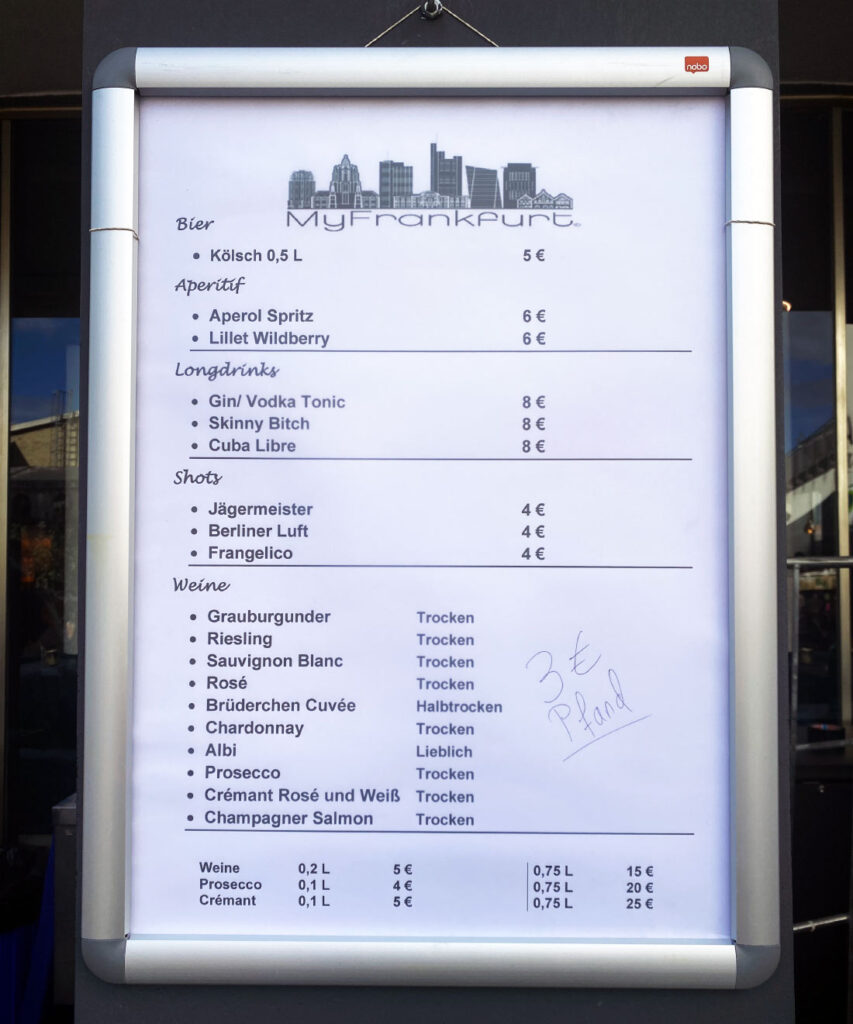 nobo
MyFrankfurt
Bier
• Kölsch 0,5 L 5 €
Aperitif
• Aperol Spritz 6 €
• Lillet Wildberry 6 €
Longdrinks
• Gin/ Vodka Tonic 8 €
• Skinny Bitch 8 €
• Cuba Libre 8 €
Shots
• Jägermeister 4 €
• Berliner Luft 4 €
• Frangelico 4 €
Weine
• Grauburgunder Trocken
• Riesling Trocken
• Sauvignon Blanc Trocken
• Rosé Trocken
• Brüderchen Cuvée Halbtrocken
• Chardonnay Trocken
• Albi Lieblich
• Prosecco Trocken
• Crémant Rosé und Weiß Trocken
• Champagner Salmon Trocken
3 €
Pfand
Weine 0,2 L 5 € 0,75 L 15 €
Prosecco 0,1 L 4 € 0,75 L 20 €
Crémant 0,1 L 5 € 0,75 L 25 €